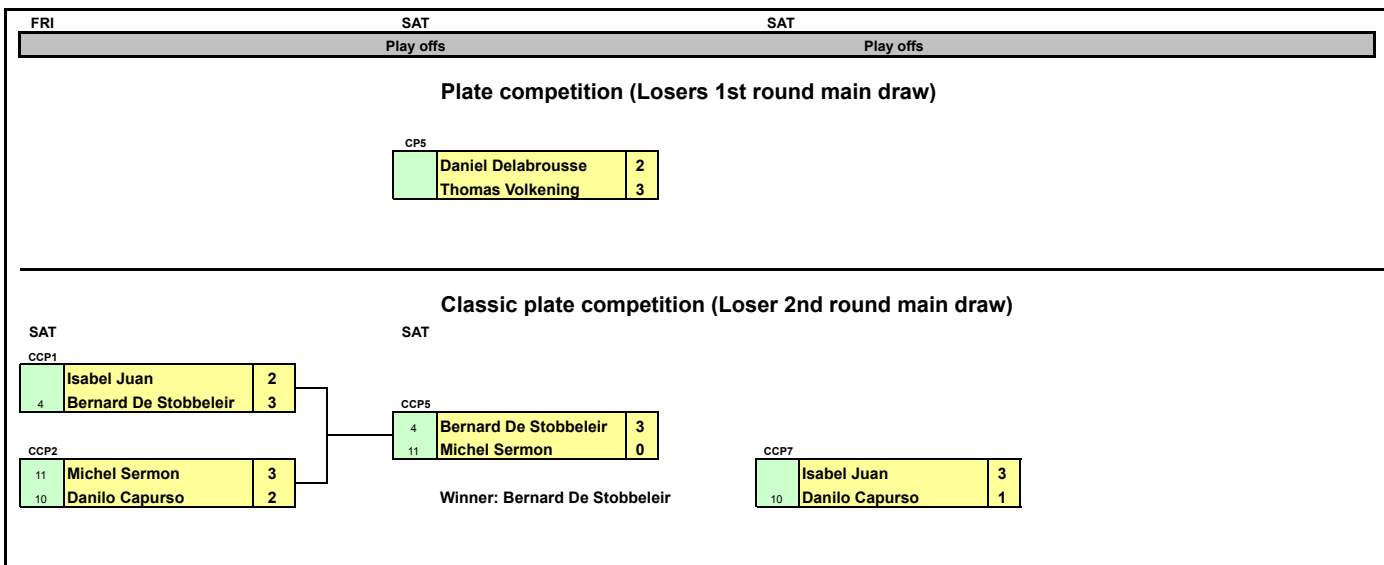 FRI SAT SAT
Play offs Play offs
Plate competition (Losers 1st round main draw)
CP5
Daniel Delabrousse 2
Thomas Volkening 3
Classic plate competition (Loser 2nd round main draw)
SAT SAT
CCP1
Isabel Juan 2
4 Bernard De Stobbeleir 3
CCP5
4 Bernard De Stobbeleir 3
11 Michel Sermon 0
CCP2
11 Michel Sermon 3
10 Danilo Capurso 2
Winner: Bernard De Stobbeleir
CCP7
Isabel Juan 3
10 Danilo Capurso 1